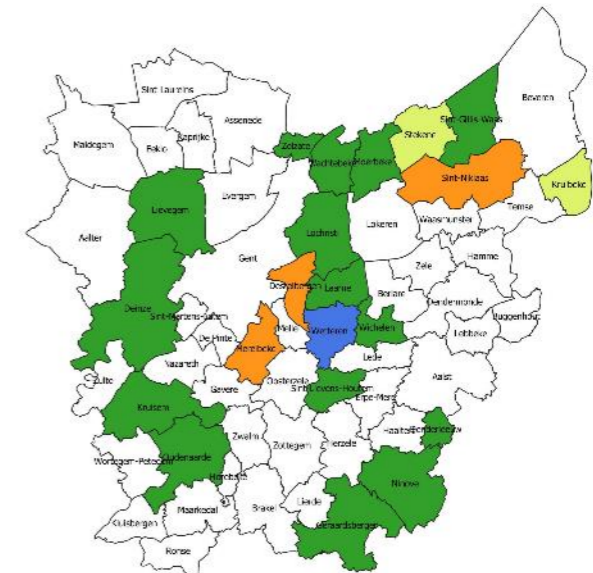 Sint-Laureins
Beveren
Assenede
Sint-Gillis-Waas
Maldegem
Kaprijke
Stekene
Eeklo
Zelzate
Wachtebeke
Moerbeke
Sint-Niklaas
Kruibeke
Evergem
Lievegem
Temse
Waasmunster
Lokeren
Lochristi
Aalter
Hamme
Gent
Zele
Destelbergen
Laarne
Berlare
Dendermonde
Buggenhout
Deinze
Sint-Martens-Latem
Melle
Wetteren
Wichelen
Lebbeke
De Pinte
Merelbeke
Lede
Nazareth
Aalst
Zulte
Gavere
Oosterzele
Sint-Lievens-Houtem
Erpe-Mere
Kruisem
Haaltert
Denderleeuw
Zwalm
Zottegem
Herzele
Oudenaarde
Wortegem-Petegem
Horebeke
Ninove
Lierde
Brakel
Maarkedal
Kluisbergen
Geraardsbergen
Ronse